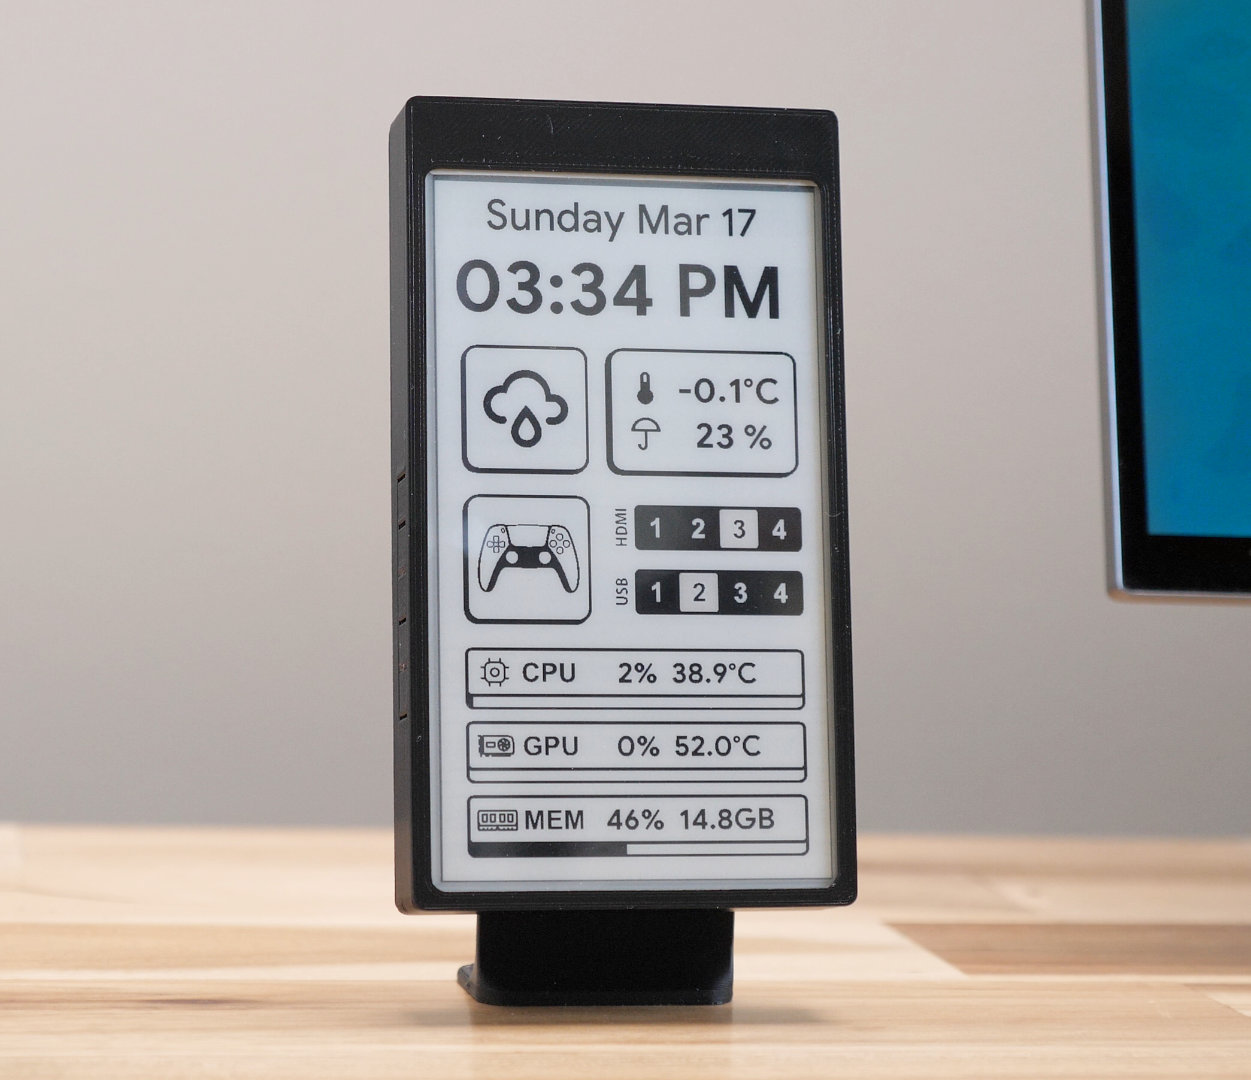 Sunday Mar 17
03:34 PM
-0.1°C
23 %
HDMI 1 2 3 4
USB 1 2 3 4
CPU 2% 38.9°C
GPU 0% 52.0°C
MEM 46% 14.8GB